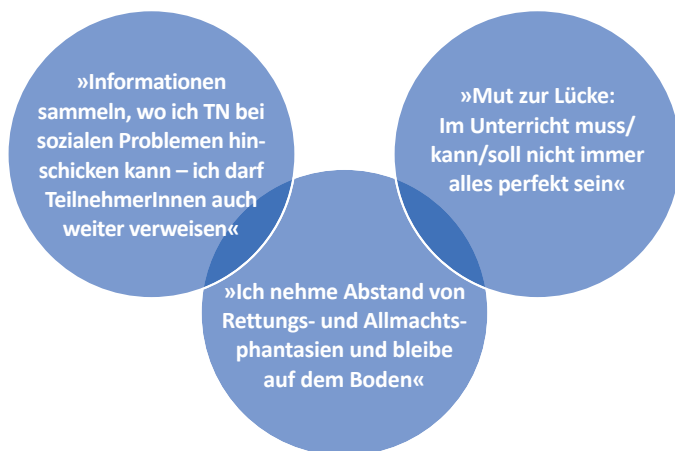 »Informationen
sammeln, wo ich TN bei
sozialen Problemen hin-
schicken kann – ich darf
TeilnehmerInnen auch
weiter verweisen«
»Mut zur Lücke:
Im Unterricht muss/
kann/soll nicht immer
alles perfekt sein«
»Ich nehme Abstand von
Rettungs- und Allmachts-
phantasien und bleibe
auf dem Boden«